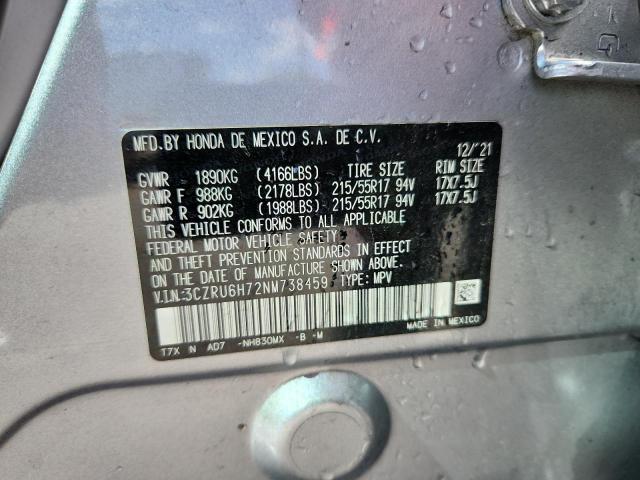 MFD.BY HONDA DE MEXICO S.A. DE C.V.
12/'21
GVWR 1890KG (4166LBS) TIRE SIZE RIM SIZE
GAWR F 988KG (2178LBS) 215/55R17 94V 17X7.5J
GAWR R 902KG (1988LBS) 215/55R17 94V 17X7.5J
THIS VEHICLE CONFORMS TO ALL APPLICABLE
FEDERAL MOTOR VEHICLE SAFETY
AND THEFT PREVENTION STANDARDS IN EFFECT
ON THE DATE OF MANUFACTURE SHOWN ABOVE.
V.I.N:3CZRU6H72NM738459 TYPE: MPV
T7X N AD7 -NH830MX -B -M
MADE IN MEXICO